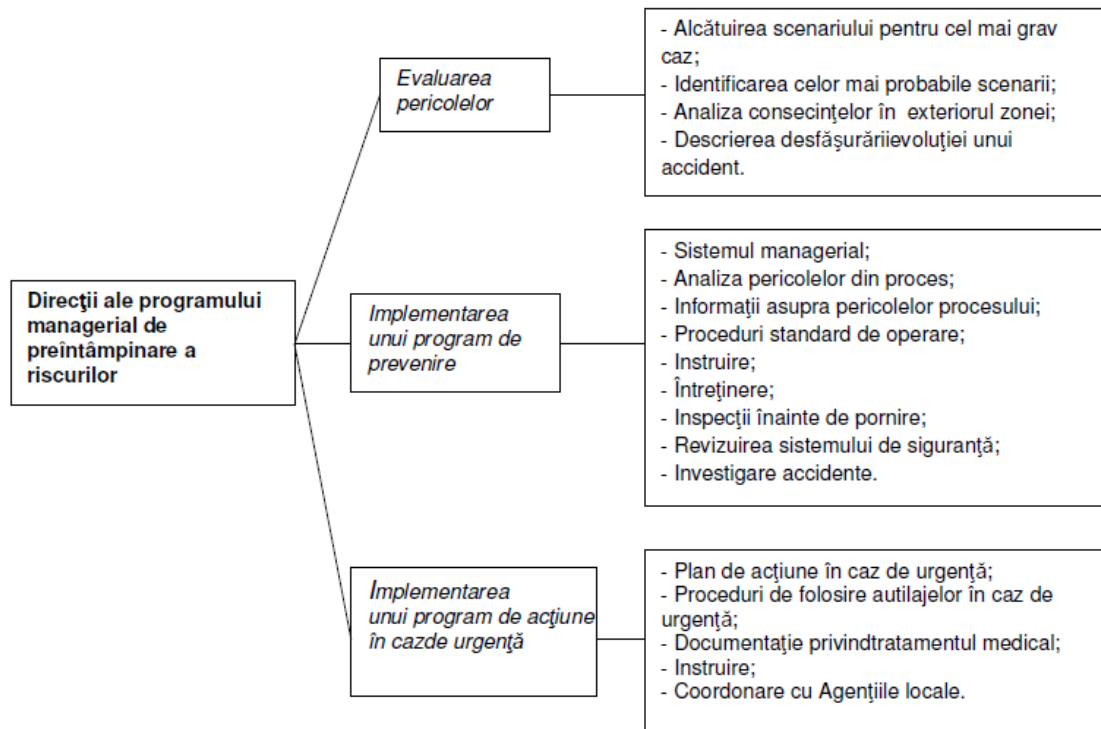 Direcţii ale programului
managerial de
preîntâmpinare a
riscurilor
Evaluarea
pericolelor
- Alcătuirea scenariului pentru cel mai grav
caz;
- Identificarea celor mai probabile scenarii;
- Analiza consecinţelor în exteriorul zonei;
- Descrierea desfăşurăriievoluţiei unui
accident.
Implementarea
unui program de
prevenire
- Sistemul managerial;
- Analiza pericolelor din proces;
- Informaţii asupra pericolelor procesului;
- Proceduri standard de operare;
- Instruire;
- Întreţinere;
- Inspecţii înainte de pornire;
- Revizuirea sistemului de siguranţă;
- Investigare accidente.
Implementarea
unui program de acţiune
în cazde urgenţă
- Plan de acţiune în caz de urgenţă;
- Proceduri de folosire autilajelor în caz de
urgenţă;
- Documentaţie privindtratamentul medical;
- Instruire;
- Coordonare cu Agenţiile locale.